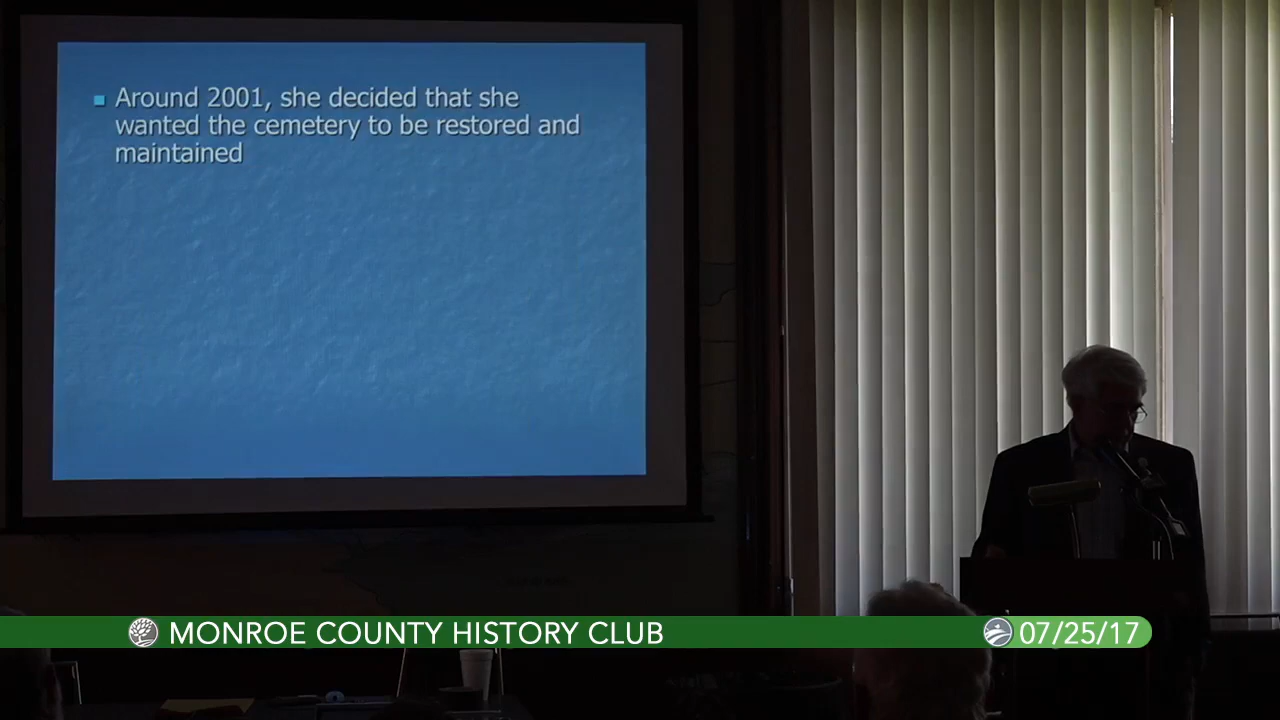 Around 2001, she decided that she
wanted the cemetery to be restored and
maintained
MONROE COUNTY HISTORY CLUB
07/25/17